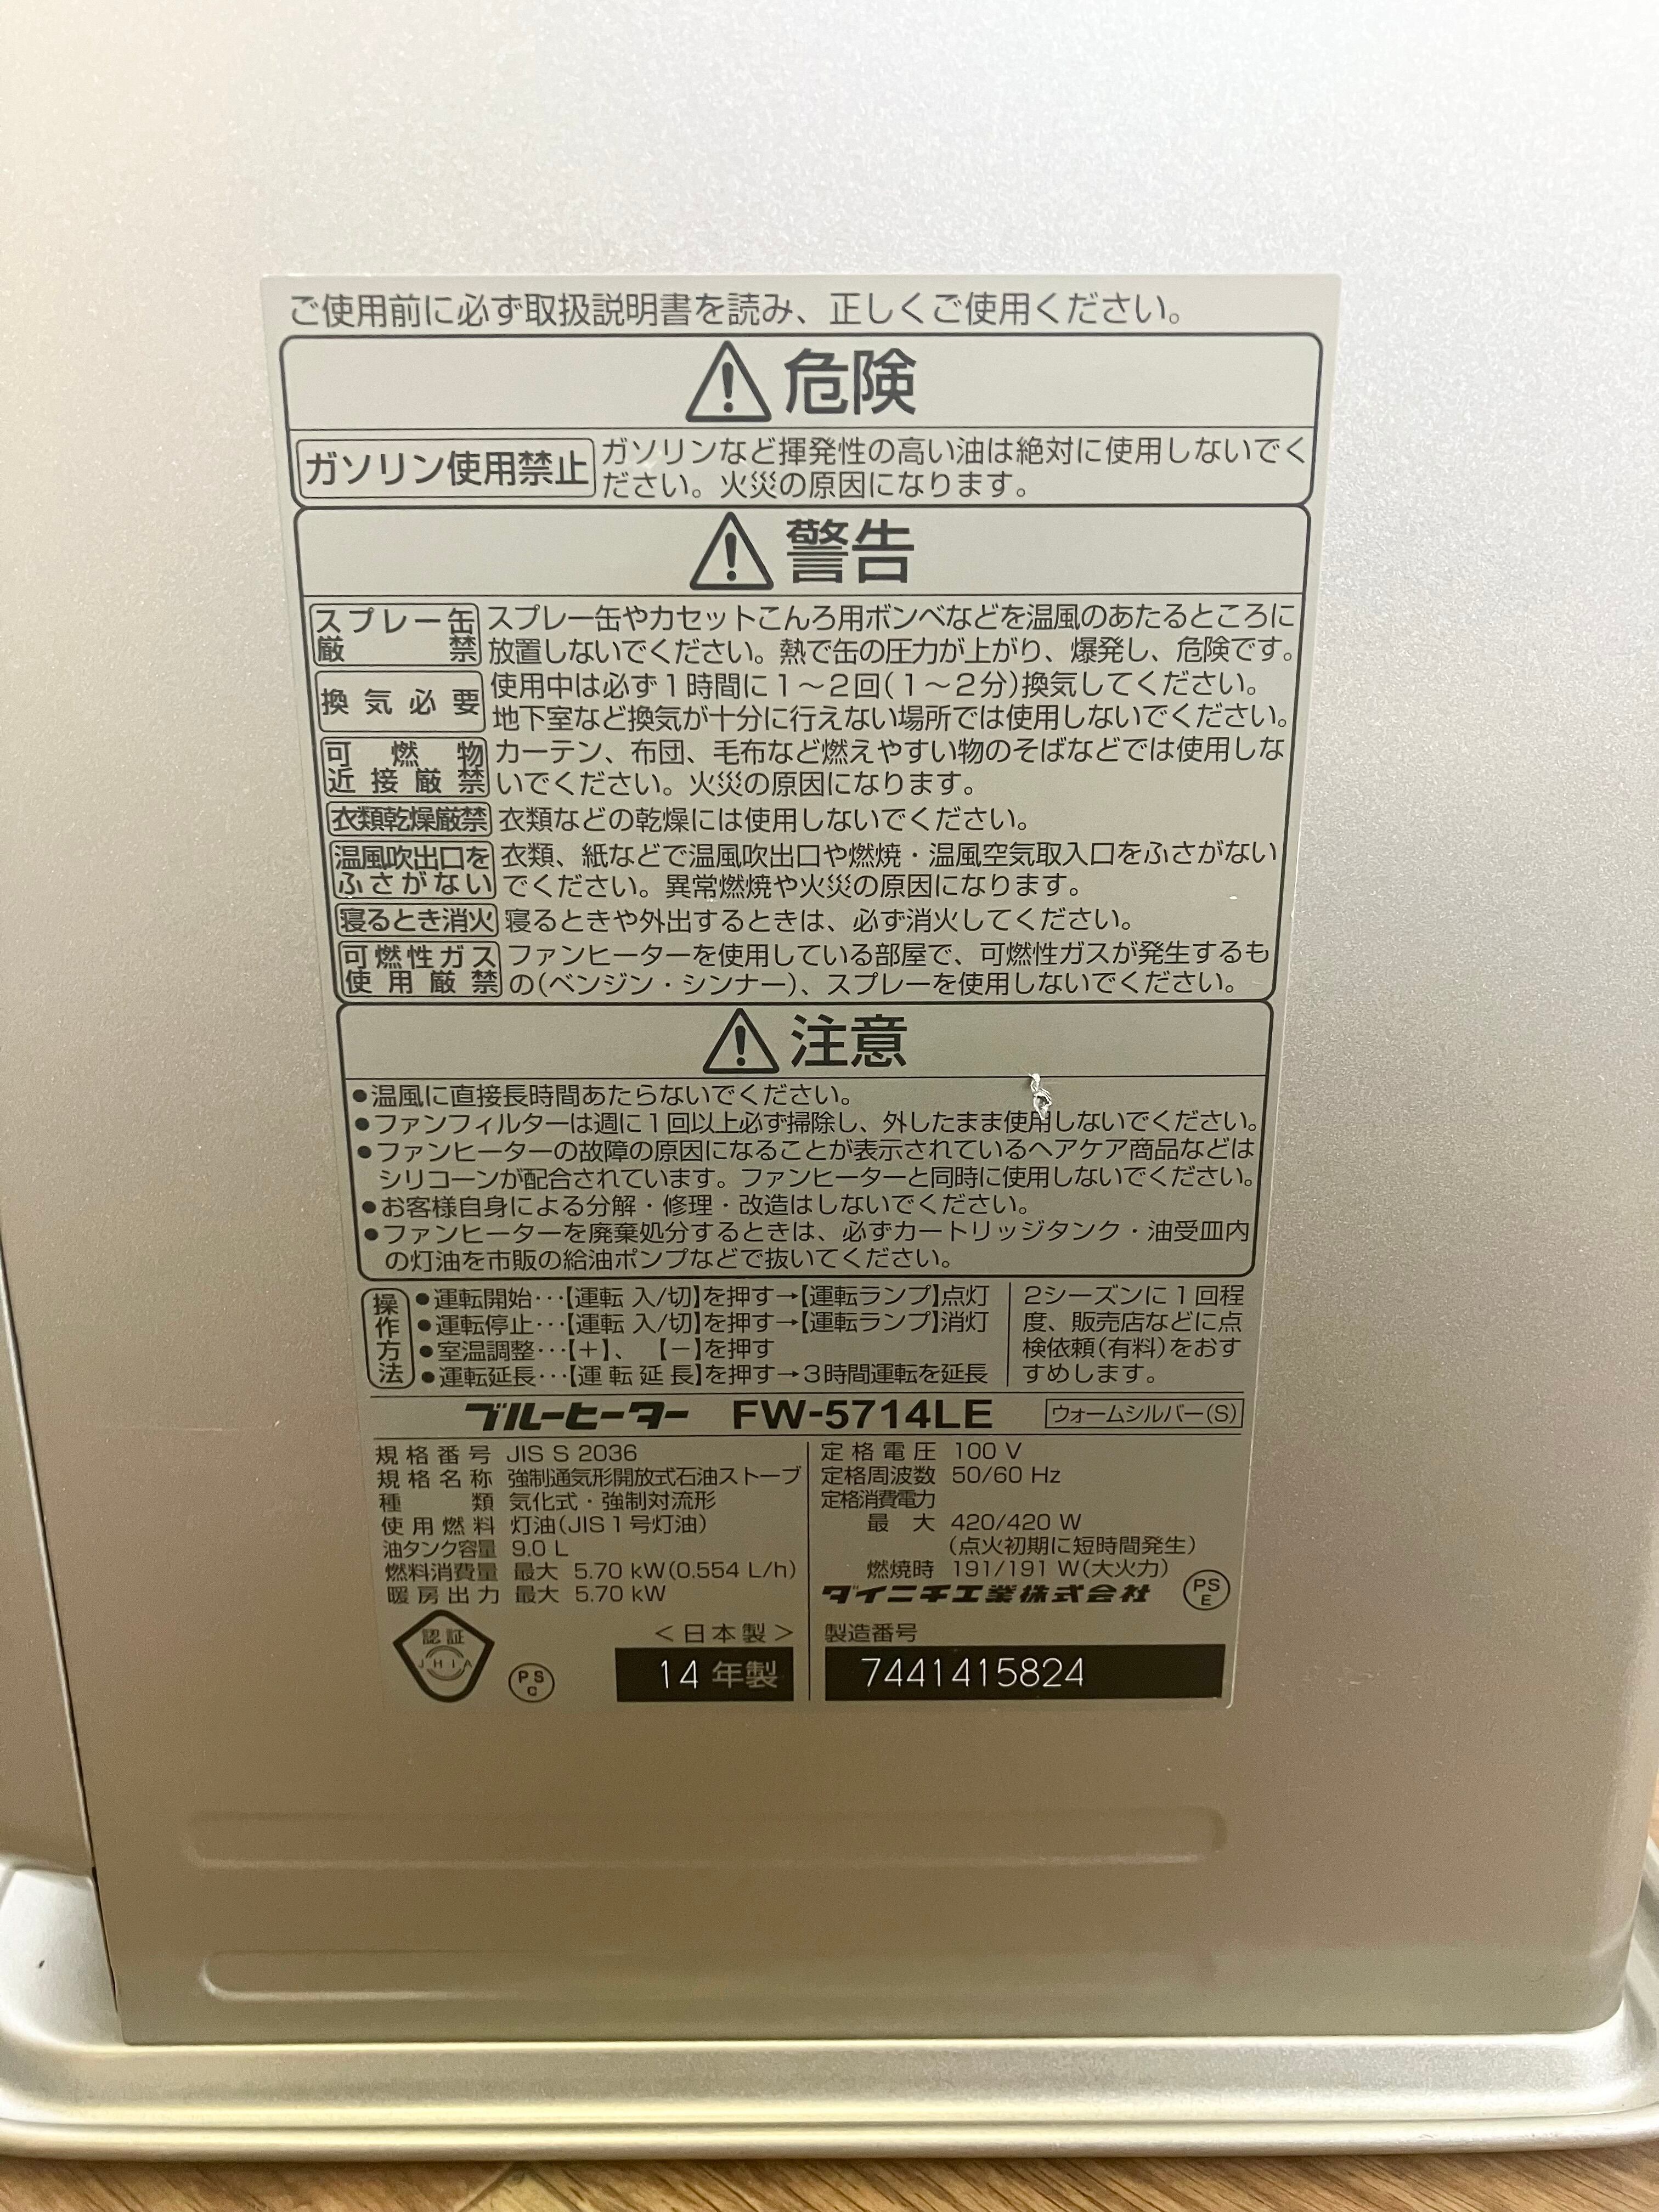 ご使用前に必ず取扱説明書を読み、正しくご使用ください。
危険
ガソリン使用禁止
ガソリンなど揮発性の高い油は絶対に使用しないでく
ださい。火災の原因になります。
警告
スプレー缶
厳禁
スプレー缶やカセットこんろ用ボンベなどを温風のあたるところに
放置しないでください。熱で缶の圧力が上がり、爆発し、危険です。
換気必要
使用中は必ず1時間に1～2回(1～2分)換気してください。
地下室など換気が十分に行えない場所では使用しないでください。
可燃物
近接厳禁
カーテン、布団、毛布など燃えやすい物のそばなどでは使用しな
いでください。火災の原因になります。
衣類乾燥厳禁
衣類などの乾燥には使用しないでください。
温風吹出口を
ふさがない
衣類、紙などで温風吹出口や燃焼・温風空気取入口をふさがない
でください。異常燃焼や火災の原因になります。
寝るとき消火
寝るときや外出するときは、必ず消火してください。
可燃性ガス
使用厳禁
ファンヒーターを使用している部屋で、可燃性ガスが発生するも
の(ベンジン・シンナー)、スプレーを使用しないでください。
注意
●温風に直接長時間あたらないでください。
●ファンフィルターは週に1回以上必ず掃除し、外したまま使用しないでください。
●ファンヒーターの故障の原因になることが表示されているヘアケア商品などは
シリコーンが配合されています。ファンヒーターと同時に使用しないでください。
●お客様自身による分解・修理・改造はしないでください。
●ファンヒーターを廃棄処分するときは、必ずカートリッジタンク・油受皿内
の灯油を市販の給油ポンプなどで抜いてください。
操作方法
●運転開始･･･【運転 入/切】を押す→【運転ランプ】点灯
●運転停止･･･【運転 入/切】を押す→【運転ランプ】消灯
●室温調整･･･【＋】、【－】を押す
●運転延長･･･【運転延長】を押す→3時間運転を延長
2シーズンに1回程
度、販売店などに点
検依頼(有料)をおす
すめします。
ブルーヒーター FW-5714LE ウォームシルバー(S)
規格番号 JIS S 2036
規格名称 強制通気形開放式石油ストーブ
種類 気化式・強制対流形
使用燃料 灯油(JIS1号灯油)
油タンク容量 9.0 L
燃料消費量 最大 5.70 kW(0.554 L/h)
暖房出力 最大 5.70 kW
認証
JHIA
PSC
<日本製>
14年製
定格電圧 100 V
定格周波数 50/60 Hz
定格消費電力
最大 420/420 W
(点火初期に短時間発生)
燃焼時 191/191 W(大火力)
ダイニチ工業株式会社
PSE
製造番号
7441415824